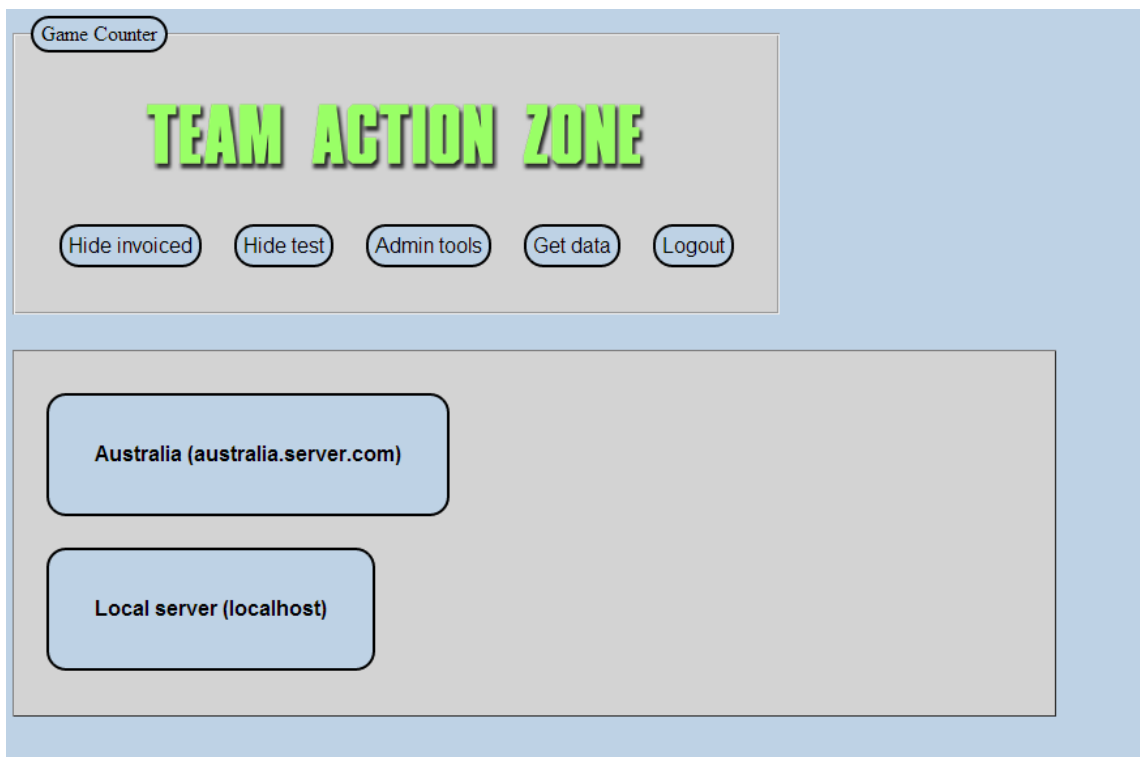 Game Counter
TEAM ACTION ZONE
Hide invoiced Hide test Admin tools Get data Logout
Australia (australia.server.com)
Local server (localhost)